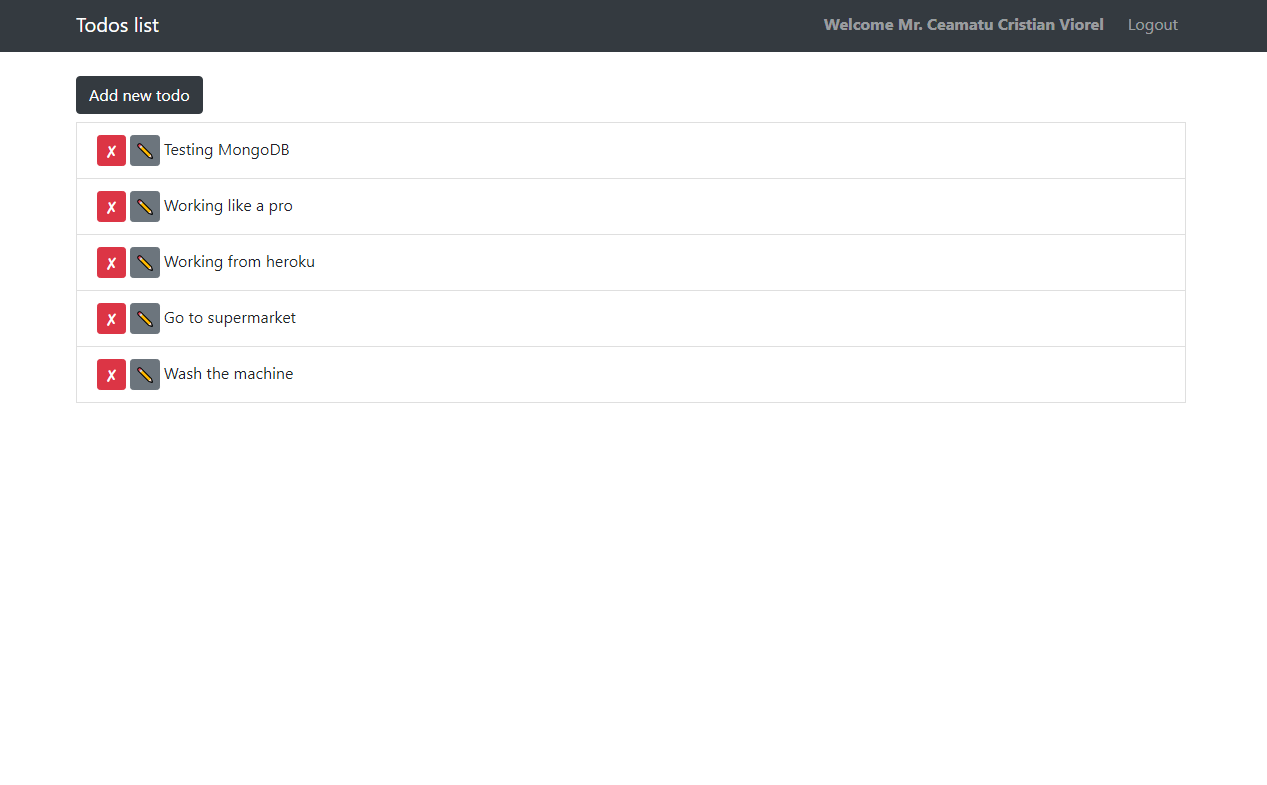 Todos list
Welcome Mr. Ceamatu Cristian Viorel
Logout
Add new todo
✗ Testing MongoDB
✗ Working like a pro
✗ Working from heroku
✗ Go to supermarket
✗ Wash the machine